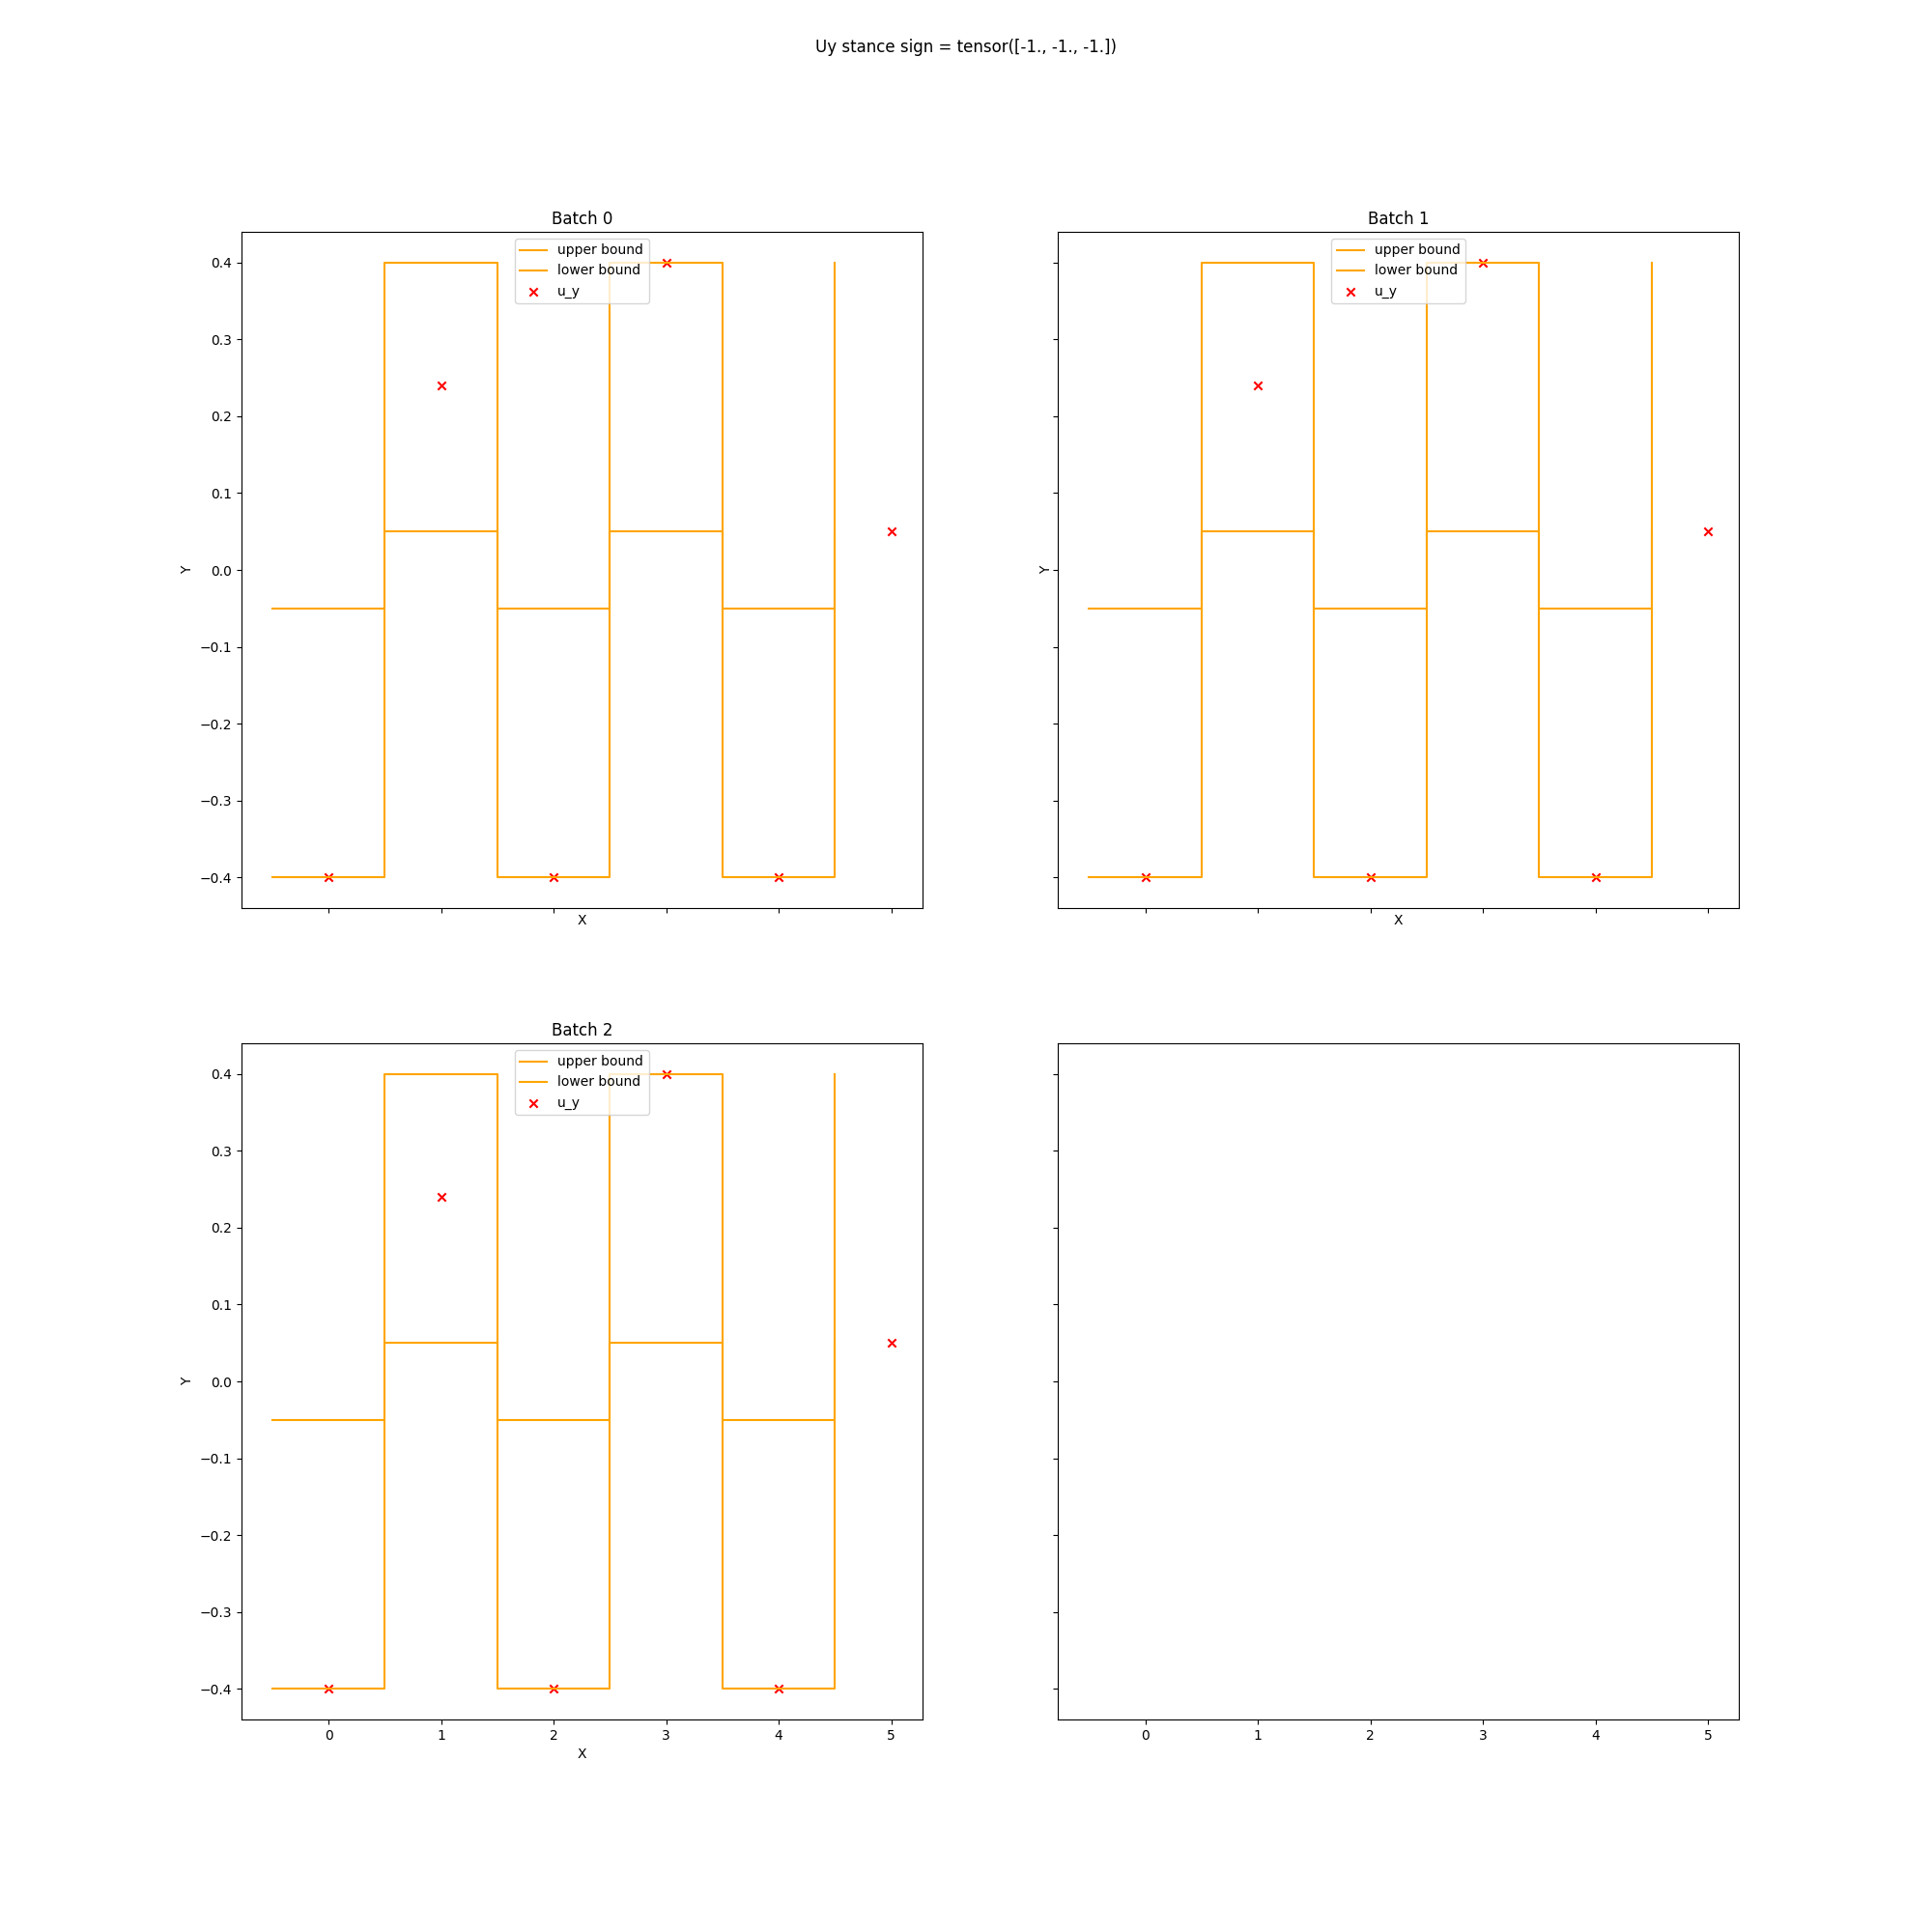 Uy stance sign = tensor([-1., -1., -1.])
Batch 0
upper bound
lower bound
u_y
0.4
0.3
0.2
0.1
0.0
−0.1
−0.2
−0.3
−0.4
Y
X
Batch 1
upper bound
lower bound
u_y
Y
X
Batch 2
upper bound
lower bound
u_y
0.4
0.3
0.2
0.1
0.0
−0.1
−0.2
−0.3
−0.4
Y
0 1 2 3 4 5
X
0 1 2 3 4 5